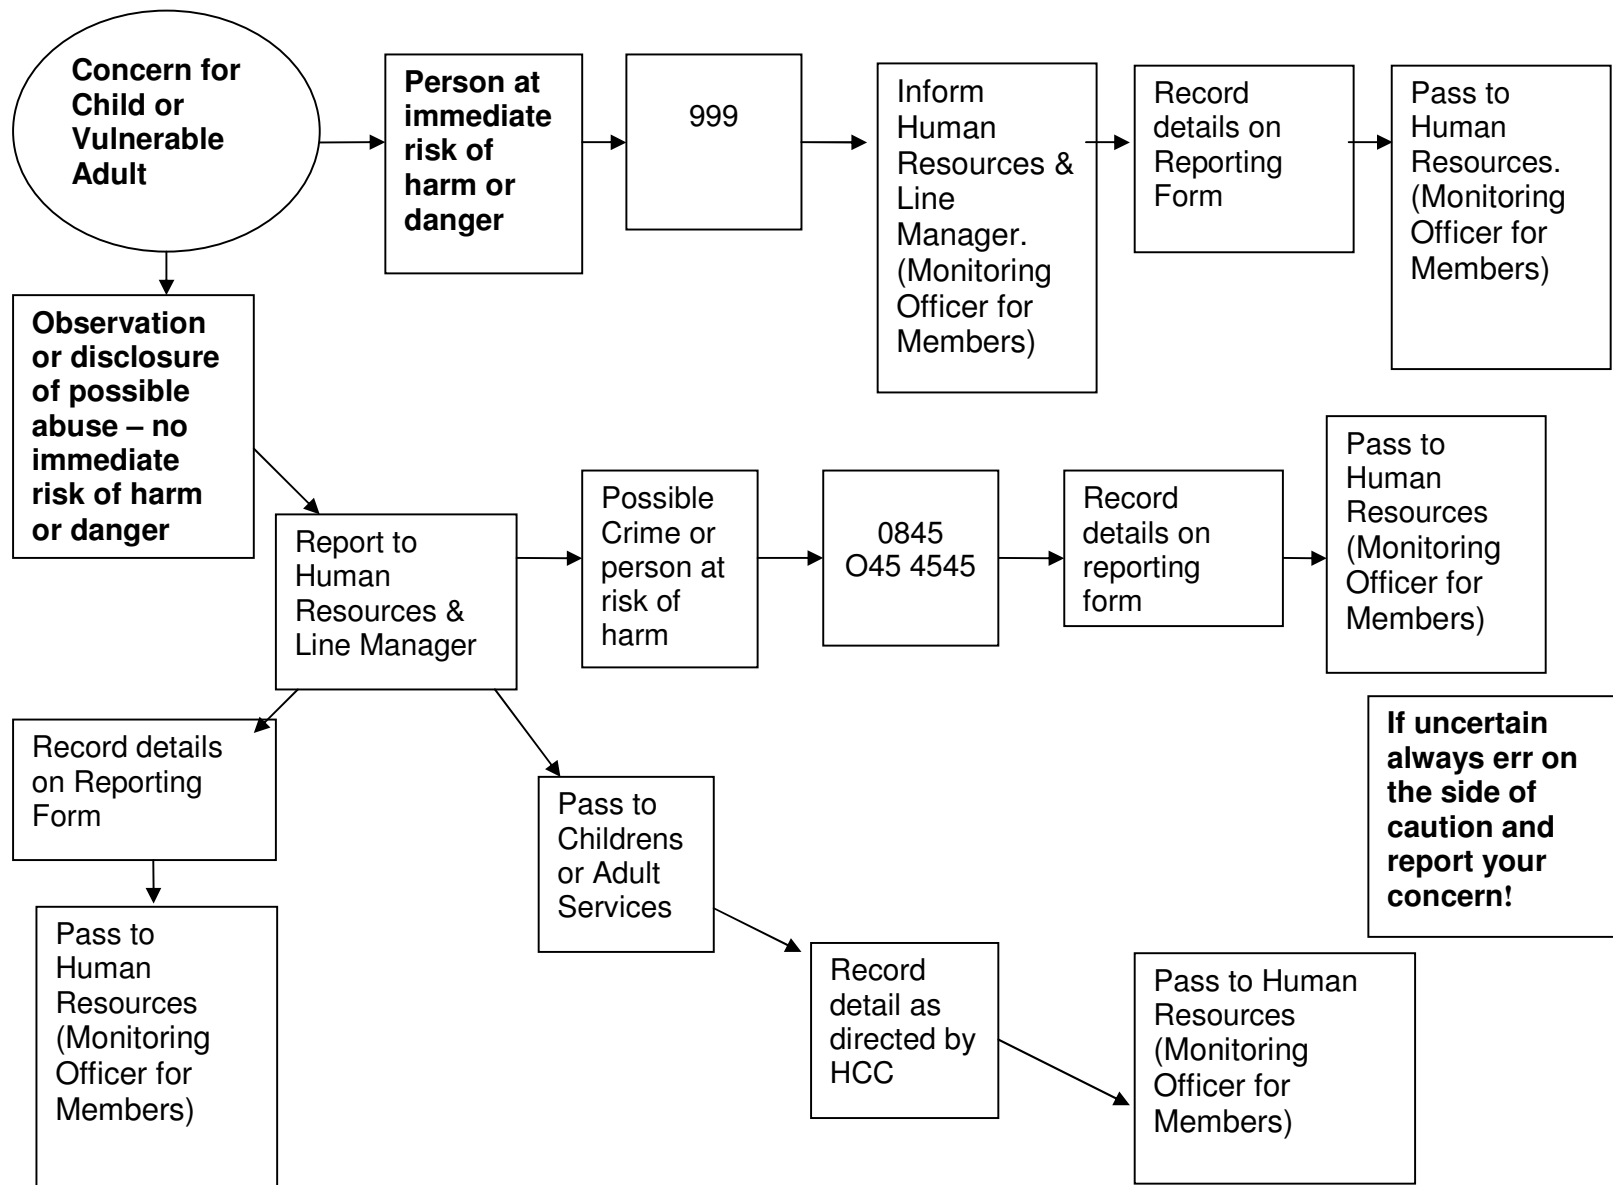 Concern for
Child or
Vulnerable
Adult
Person at
immediate
risk of
harm or
danger
999
Inform
Human
Resources &
Line
Manager.
(Monitoring
Officer for
Members)
Record
details on
Reporting
Form
Pass to
Human
Resources.
(Monitoring
Officer for
Members)
Observation
or disclosure
of possible
abuse – no
immediate
risk of harm
or danger
Report to
Human
Resources &
Line Manager
Possible
Crime or
person at
risk of
harm
0845
O45 4545
Record
details on
reporting
form
Pass to
Human
Resources
(Monitoring
Officer for
Members)
Record details
on Reporting
Form
Pass to
Human
Resources
(Monitoring
Officer for
Members)
Pass to
Childrens
or Adult
Services
Record
detail as
directed by
HCC
Pass to Human
Resources
(Monitoring
Officer for
Members)
If uncertain
always err on
the side of
caution and
report your
concern!